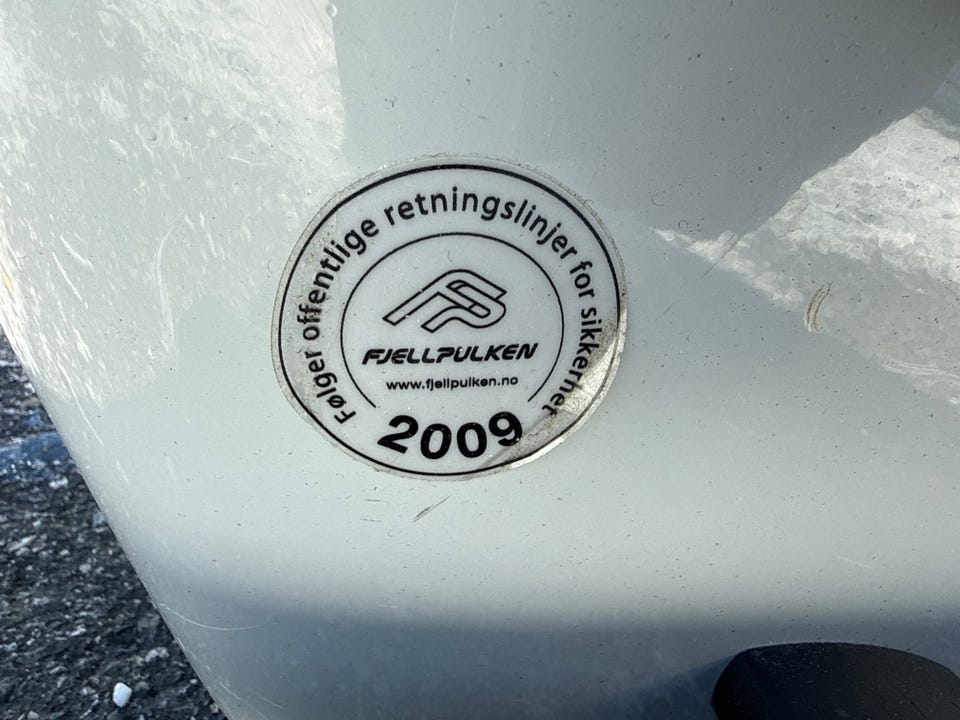 Følger offentlige retningslinjer for sikkerhet
FJELLPULKEN
www.fjellpulken.no
2009